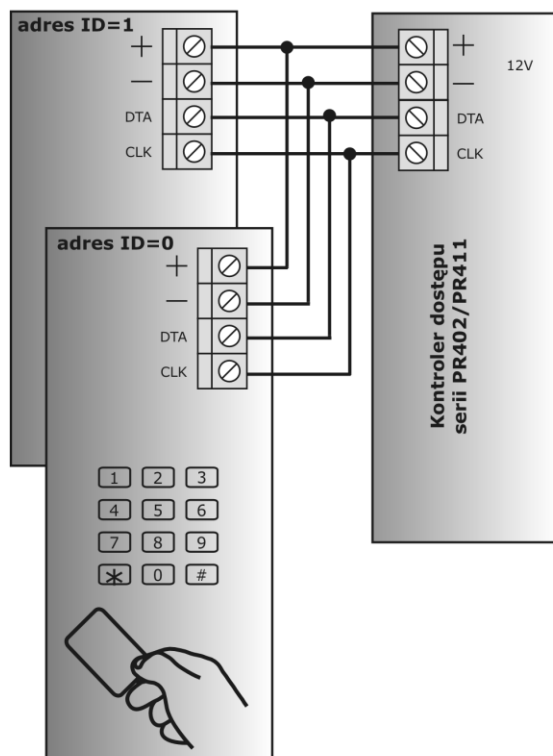 adres ID=1
+
—
DTA
CLK
+
—
DTA
CLK
12V
adres ID=0
+
—
DTA
CLK
Kontroler dostępu
serii PR402/PR411
1 2 3
4 5 6
7 8 9
* 0 #